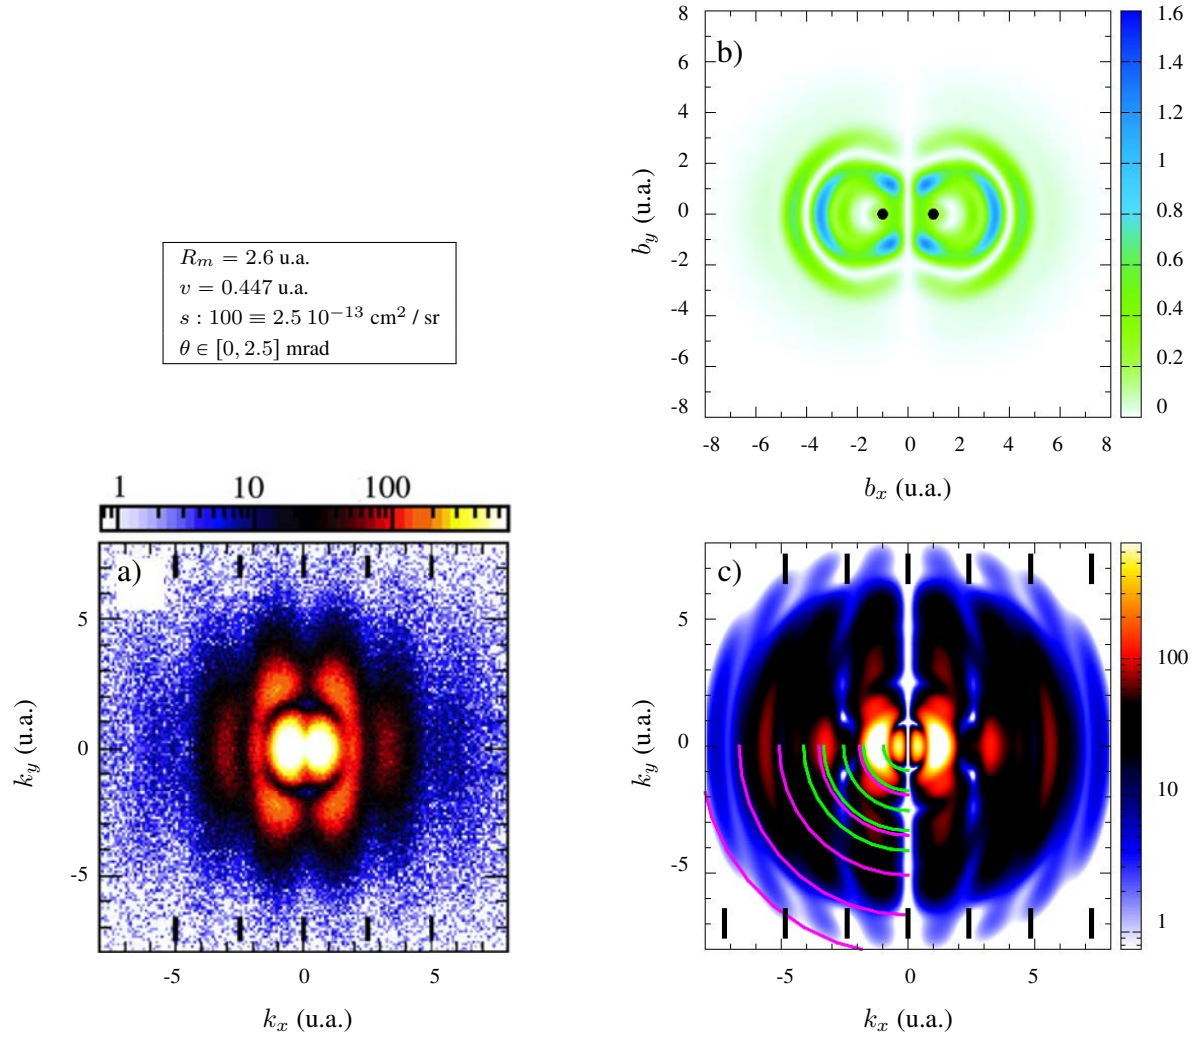 R_m = 2.6 u.a.
v = 0.447 u.a.
s : 100 ≡ 2.5 10^{-13} cm^2 / sr
θ ∈ [0, 2.5] mrad
b)
8
6
4
2
0
-2
-4
-6
-8
b_y (u.a.)
-8 -6 -4 -2 0 2 4 6 8
b_x (u.a.)
1.6
1.4
1.2
1
0.8
0.6
0.4
0.2
0
1 10 100
a)
5
0
-5
k_y (u.a.)
-5 0 5
k_x (u.a.)
c)
5
0
-5
k_y (u.a.)
-5 0 5
k_x (u.a.)
100
10
1